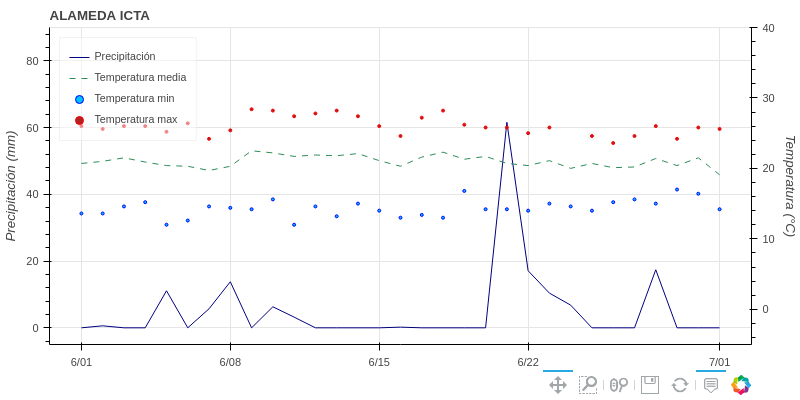 ALAMEDA ICTA
Precipitación
Temperatura media
Temperatura min
Temperatura max
Precipitación (mm)
80
60
40
20
0
Temperatura (°C)
40
30
20
10
0
6/01 6/08 6/15 6/22 7/01